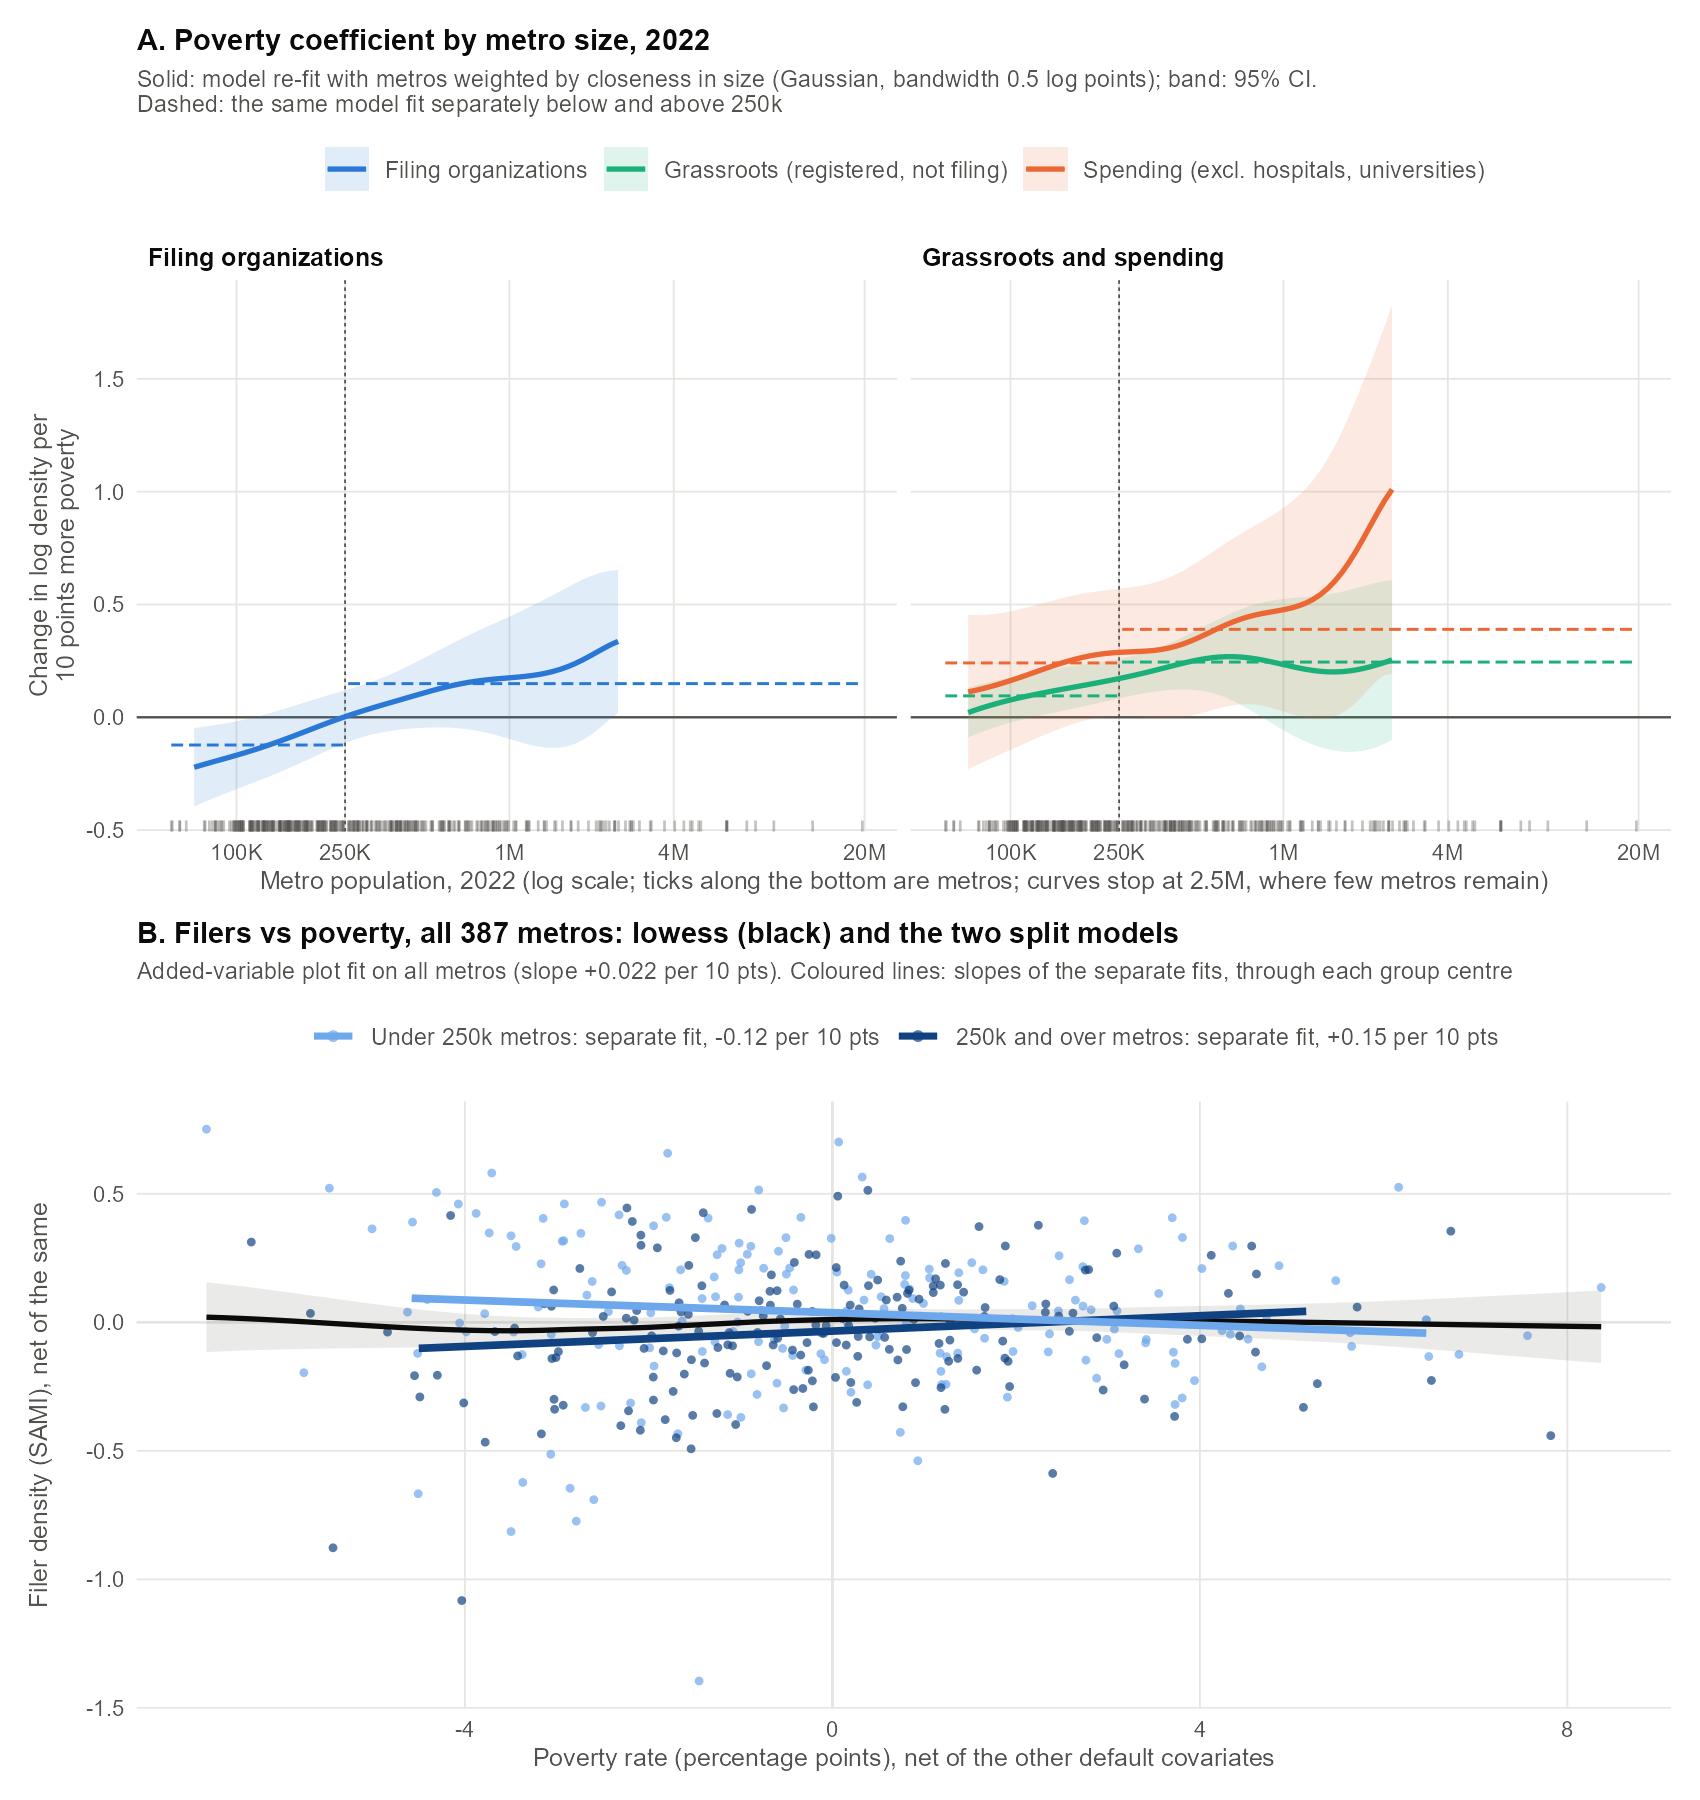 A. Poverty coefficient by metro size, 2022
Solid: model re-fit with metros weighted by closeness in size (Gaussian, bandwidth 0.5 log points); band: 95% CI.
Dashed: the same model fit separately below and above 250k
Filing organizations
Grassroots (registered, not filing)
Spending (excl. hospitals, universities)
Filing organizations
Grassroots and spending
Change in log density per
10 points more poverty
1.5
1.0
0.5
0.0
-0.5
100K
250K
1M
4M
20M
100K
250K
1M
4M
20M
Metro population, 2022 (log scale; ticks along the bottom are metros; curves stop at 2.5M, where few metros remain)
B. Filers vs poverty, all 387 metros: lowess (black) and the two split models
Added-variable plot fit on all metros (slope +0.022 per 10 pts). Coloured lines: slopes of the separate fits, through each group centre
Under 250k metros: separate fit, -0.12 per 10 pts
250k and over metros: separate fit, +0.15 per 10 pts
Filer density (SAMI), net of the same
0.5
0.0
-0.5
-1.0
-1.5
-4
0
4
8
Poverty rate (percentage points), net of the other default covariates